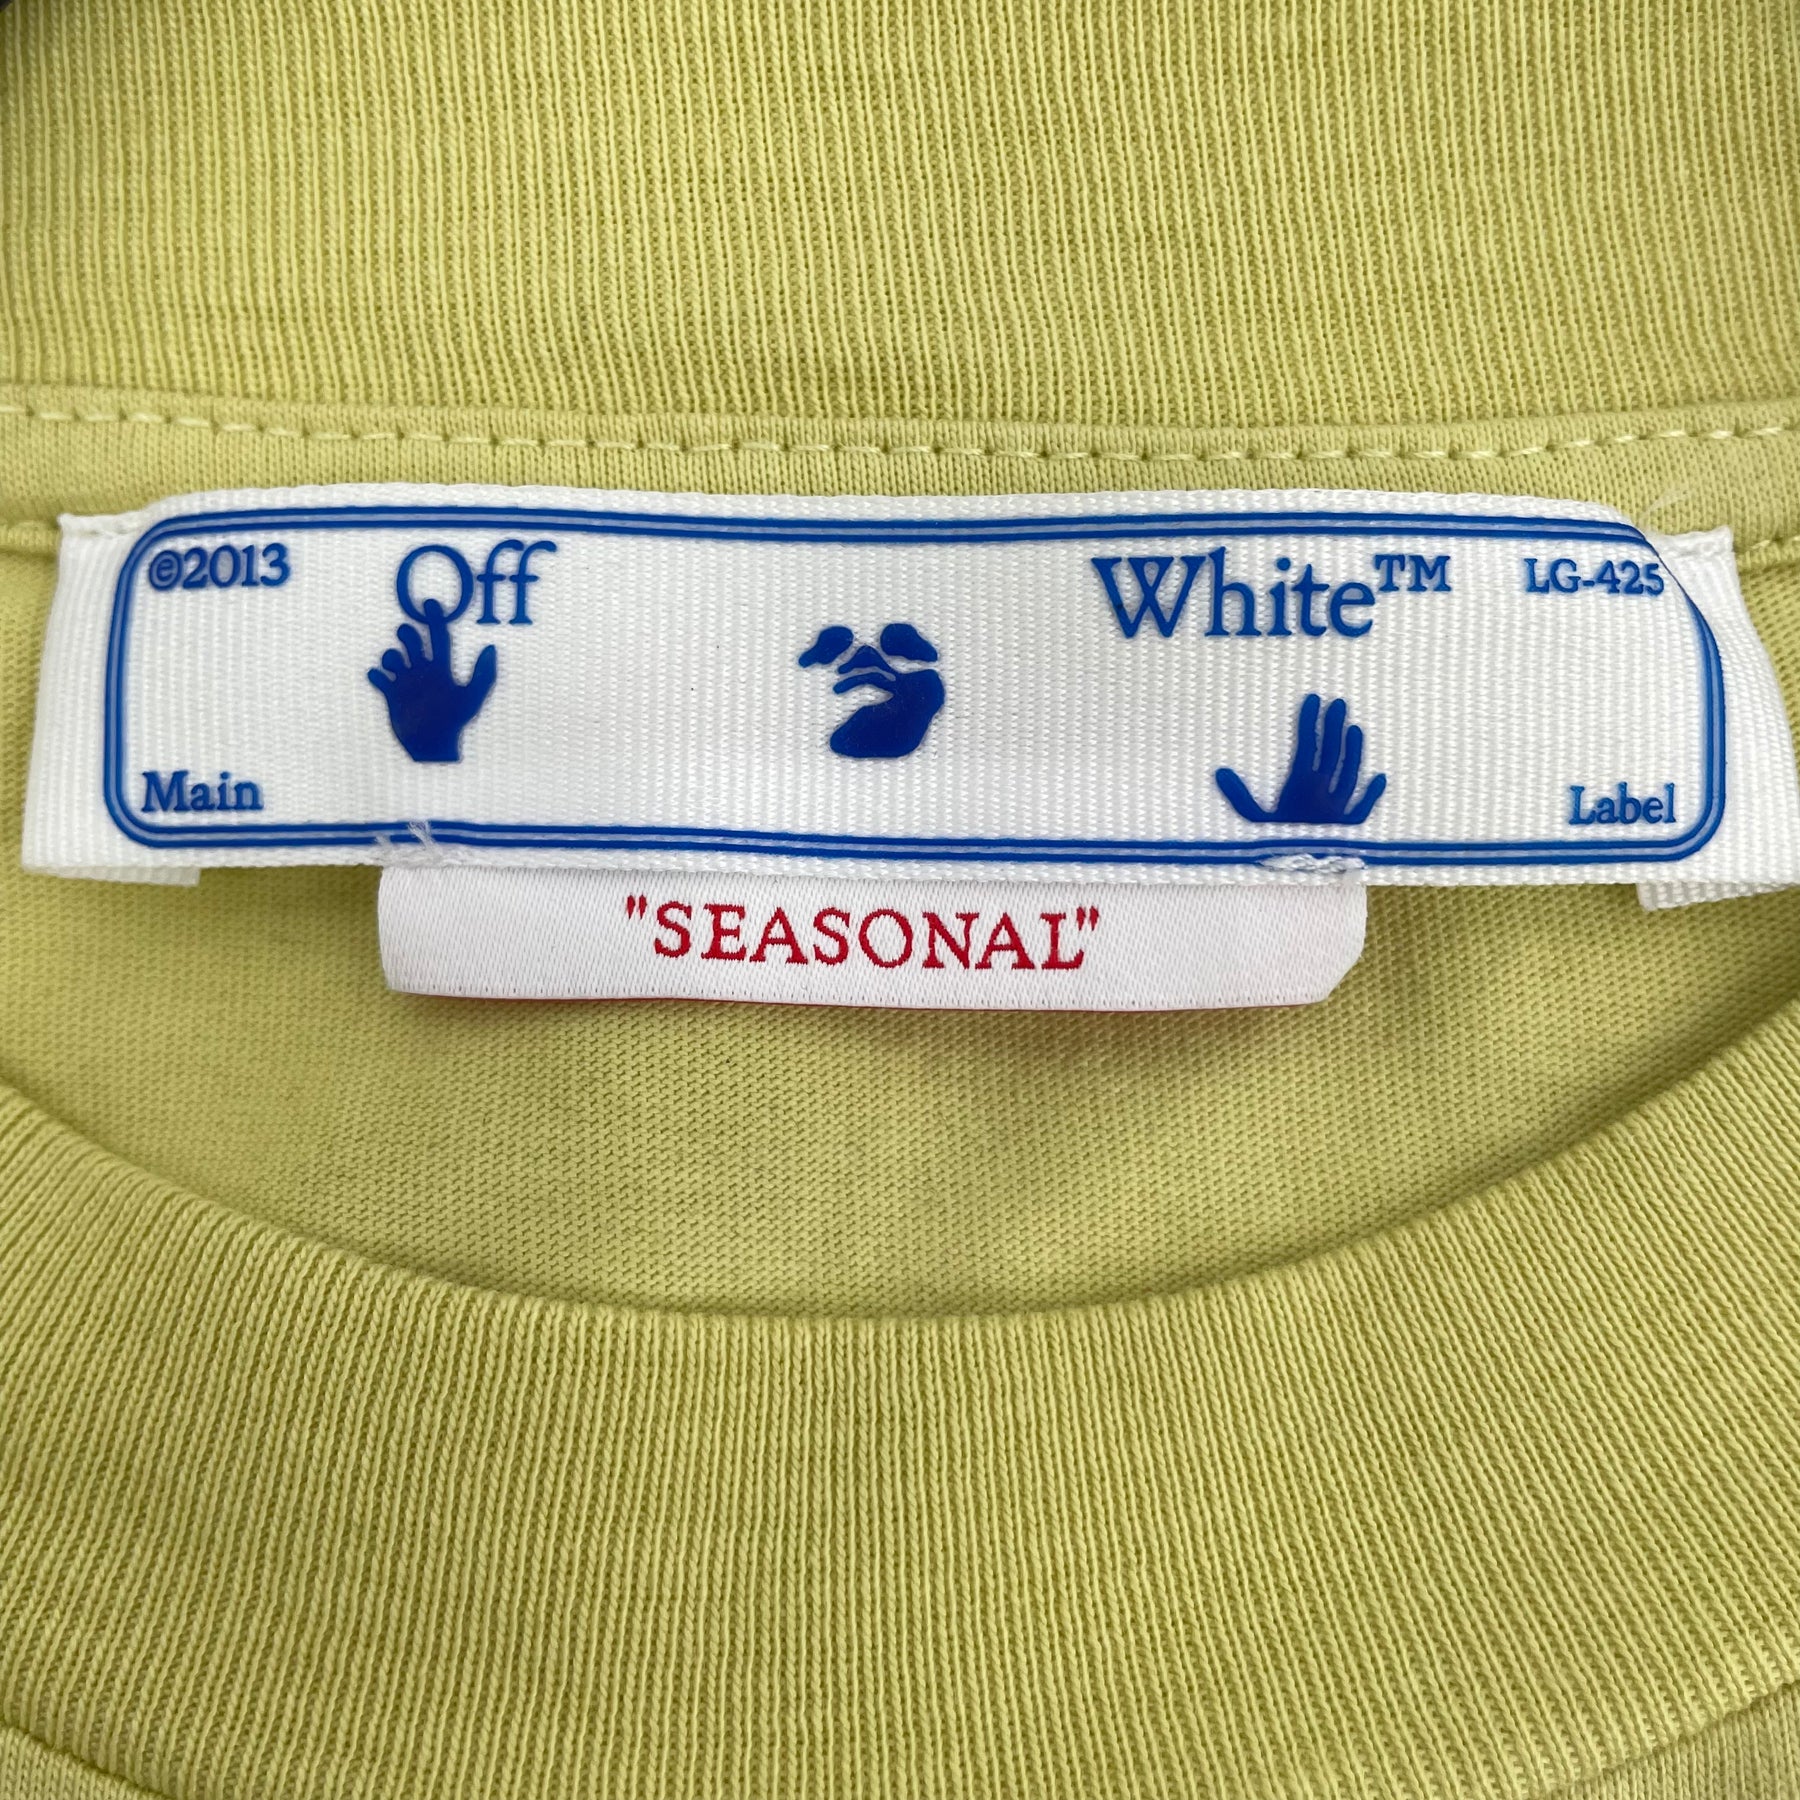 ©2013 Off White™ LG-425
Main Label
"SEASONAL"